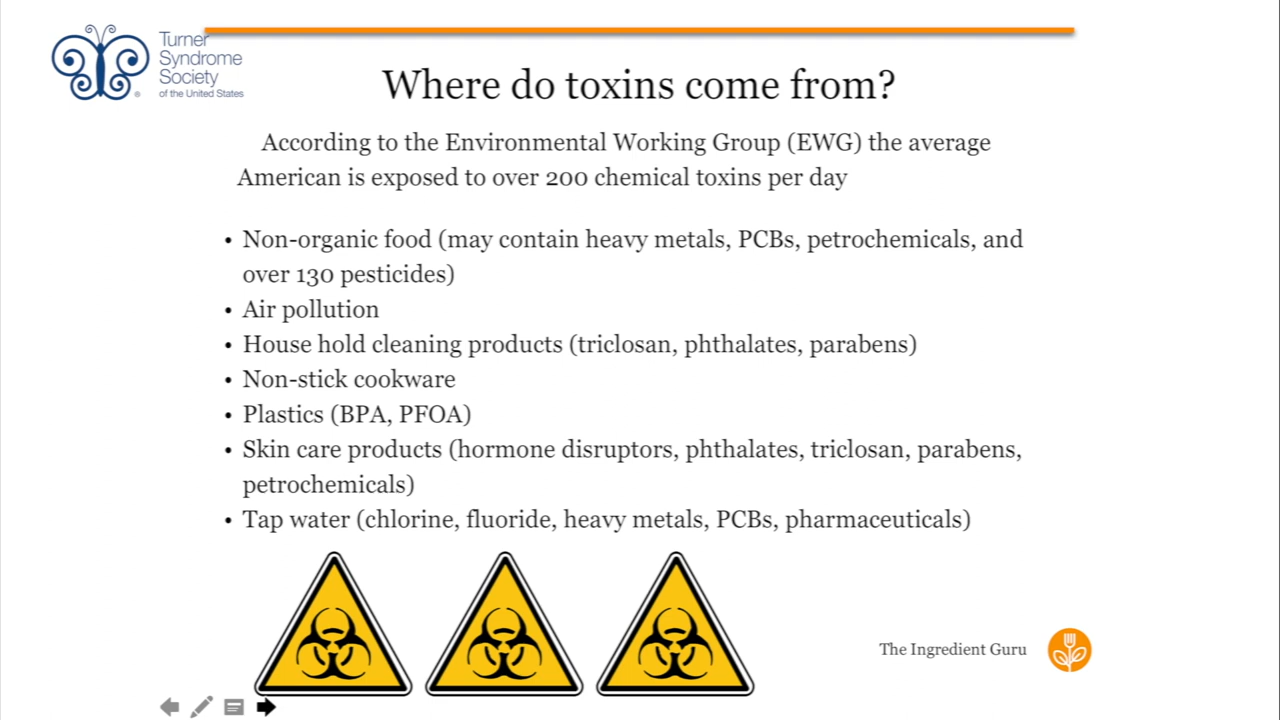 Turner
Syndrome
Society
of the United States
Where do toxins come from?
According to the Environmental Working Group (EWG) the average
American is exposed to over 200 chemical toxins per day
• Non-organic food (may contain heavy metals, PCBs, petrochemicals, and
over 130 pesticides)
• Air pollution
• House hold cleaning products (triclosan, phthalates, parabens)
• Non-stick cookware
• Plastics (BPA, PFOA)
• Skin care products (hormone disruptors, phthalates, triclosan, parabens,
petrochemicals)
• Tap water (chlorine, fluoride, heavy metals, PCBs, pharmaceuticals)
The Ingredient Guru